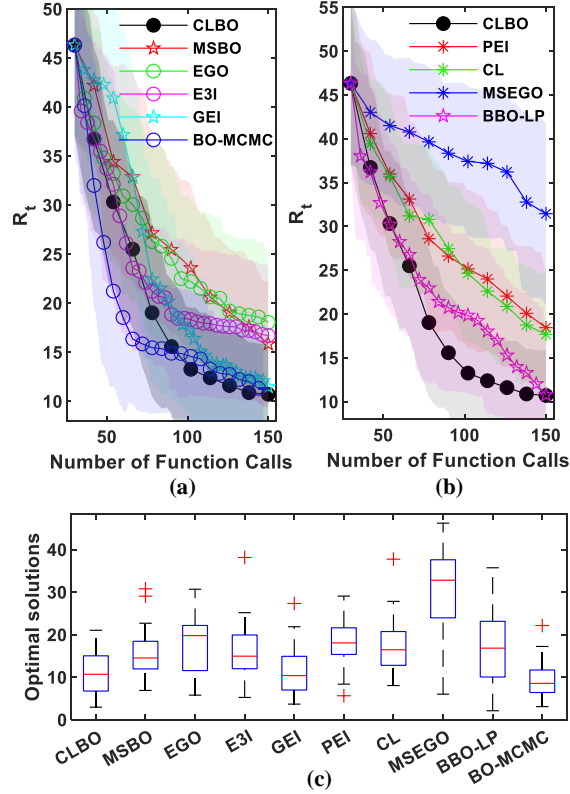 50
45
40
35
30
25
20
15
10
R_t
CLBO
MSBO
EGO
E3I
GEI
BO-MCMC
50
100
150
Number of Function Calls
(a)
55
50
45
40
35
30
25
20
15
10
R_t
CLBO
PEI
CL
MSEGO
BBO-LP
50
100
150
Number of Function Calls
(b)
40
30
20
10
0
Optimal solutions
CLBO
MSBO
EGO
E3I
GEI
PEI
CL
MSEGO
BBO-LP
BO-MCMC
(c)